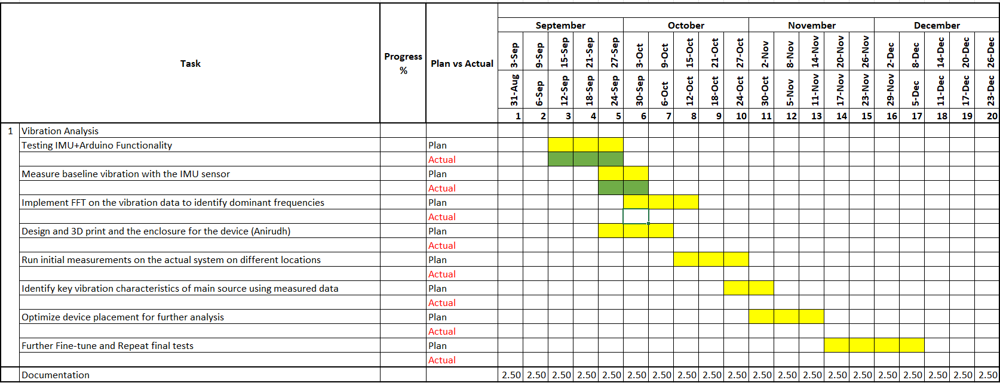 September October November December
Task Progress % Plan vs Actual
3-Sep 9-Sep 15-Sep 21-Sep 27-Sep 3-Oct 9-Oct 15-Oct 21-Oct 27-Oct 2-Nov 8-Nov 14-Nov 20-Nov 26-Nov 2-Dec 8-Dec 14-Dec 20-Dec 26-Dec
31-Aug 6-Sep 12-Sep 18-Sep 24-Sep 30-Sep 6-Oct 12-Oct 18-Oct 24-Oct 30-Oct 5-Nov 11-Nov 17-Nov 23-Nov 29-Nov 5-Dec 11-Dec 17-Dec 23-Dec
1 2 3 4 5 6 7 8 9 10 11 12 13 14 15 16 17 18 19 20
1 Vibration Analysis
Testing IMU+Arduino Functionality Plan
Actual
Measure baseline vibration with the IMU sensor Plan
Actual
Implement FFT on the vibration data to identify dominant frequencies Plan
Actual
Design and 3D print and the enclosure for the device (Anirudh) Plan
Actual
Run initial measurements on the actual system on different locations Plan
Actual
Identify key vibration characteristics of main source using measured data Plan
Actual
Optimize device placement for further analysis Plan
Actual
Further Fine-tune and Repeat final tests Plan
Actual
Documentation 2.50 2.50 2.50 2.50 2.50 2.50 2.50 2.50 2.50 2.50 2.50 2.50 2.50 2.50 2.50 2.50 2.50 2.50 2.50 2.50